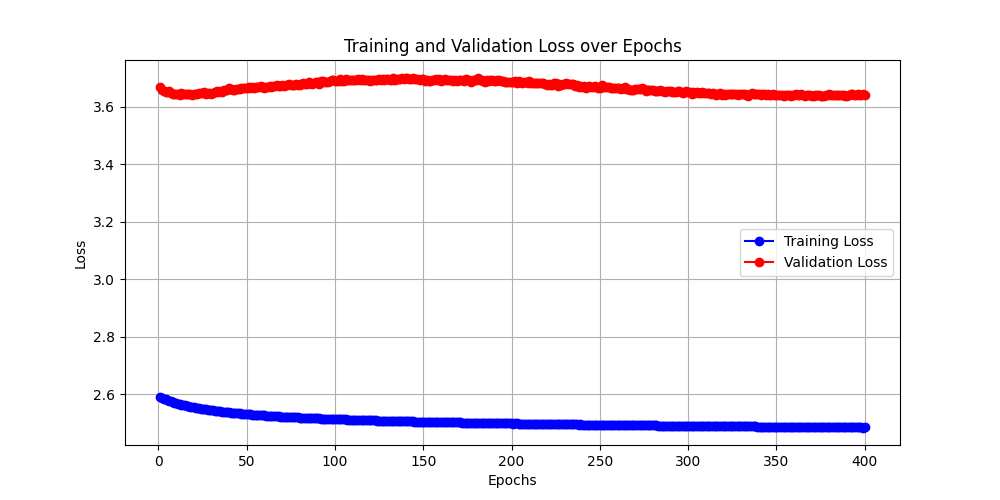 Training and Validation Loss over Epochs
3.6
3.4
3.2
3.0
2.8
2.6
Loss
Training Loss
Validation Loss
0 50 100 150 200 250 300 350 400
Epochs